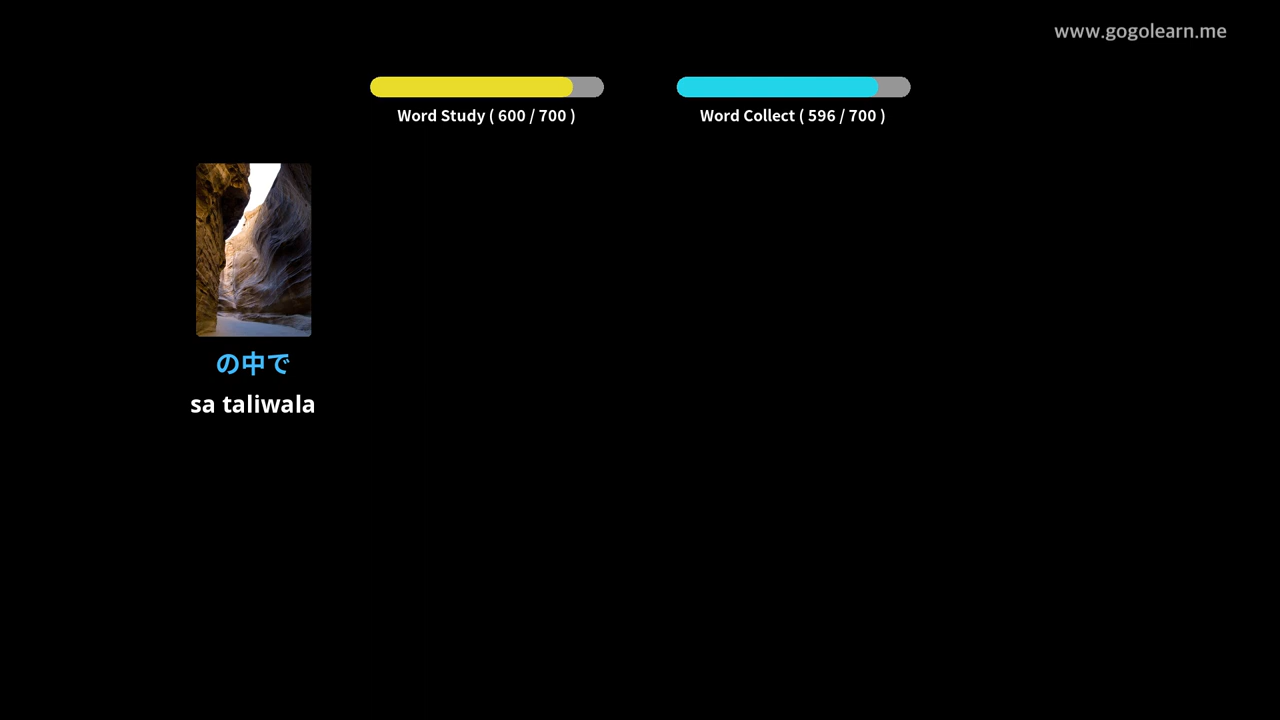 www.gogolearn.me
Word Study ( 600 / 700 )
Word Collect ( 596 / 700 )
の中で
sa taliwala